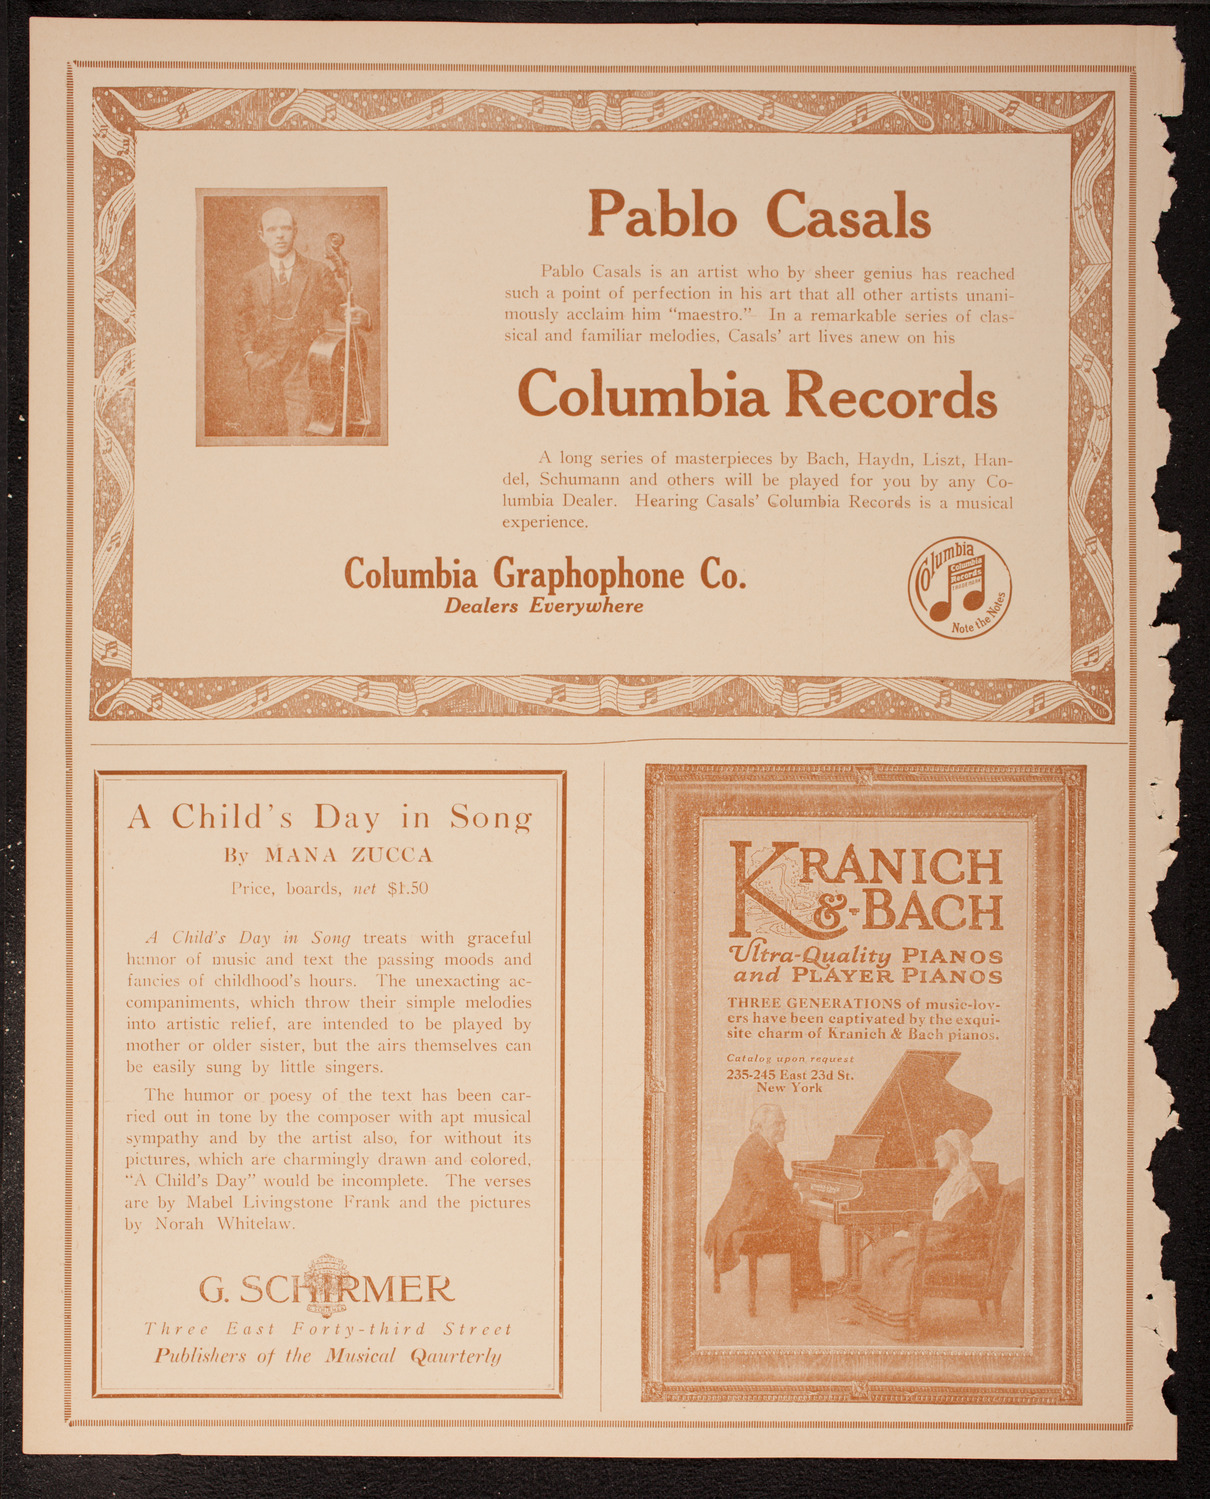 Pablo Casals
Pablo Casals is an artist who by sheer genius has reached
such a point of perfection in his art that all other artists unani-
mously acclaim him “maestro.” In a remarkable series of clas-
sical and familiar melodies, Casals’ art lives anew on his
Columbia Records
A long series of masterpieces by Bach, Haydn, Liszt, Han-
del, Schumann and others will be played for you by any Co-
lumbia Dealer. Hearing Casals’ Columbia Records is a musical
experience.
Columbia Graphophone Co.
Dealers Everywhere
Columbia
Columbia
Records
Note the Notes
A Child’s Day in Song
By MANA ZUCCA
Price, boards, net $1.50
A Child’s Day in Song treats with graceful
humor of music and text the passing moods and
fancies of childhood’s hours. The unexacting ac-
companiments, which throw their simple melodies
into artistic relief, are intended to be played by
mother or older sister, but the airs themselves can
be easily sung by little singers.
The humor or poesy of the text has been car-
ried out in tone by the composer with apt musical
sympathy and by the artist also, for without its
pictures, which are charmingly drawn and colored,
“A Child’s Day” would be incomplete. The verses
are by Mabel Livingstone Frank and the pictures
by Norah Whitelaw.
G. SCHIRMER
Three East Forty-third Street
Publishers of the Musical Qaurterly
KRANICH
&-BACH
Ultra-Quality PIANOS
and PLAYER PIANOS
THREE GENERATIONS of music-lov-
ers have been captivated by the exqui-
site charm of Kranich & Bach pianos.
Catalog upon request
235-245 East 23d St.
New York